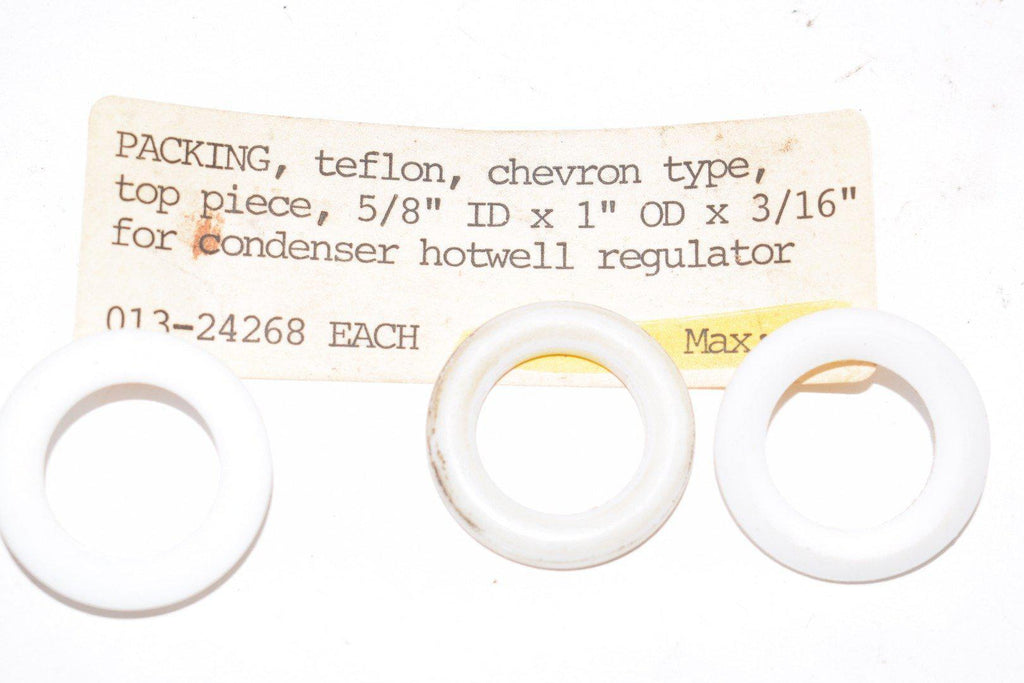 PACKING, teflon, chevron type,
top piece, 5/8" ID x 1" OD x 3/16"
for condenser hotwell regulator
013-24268 EACH Max: